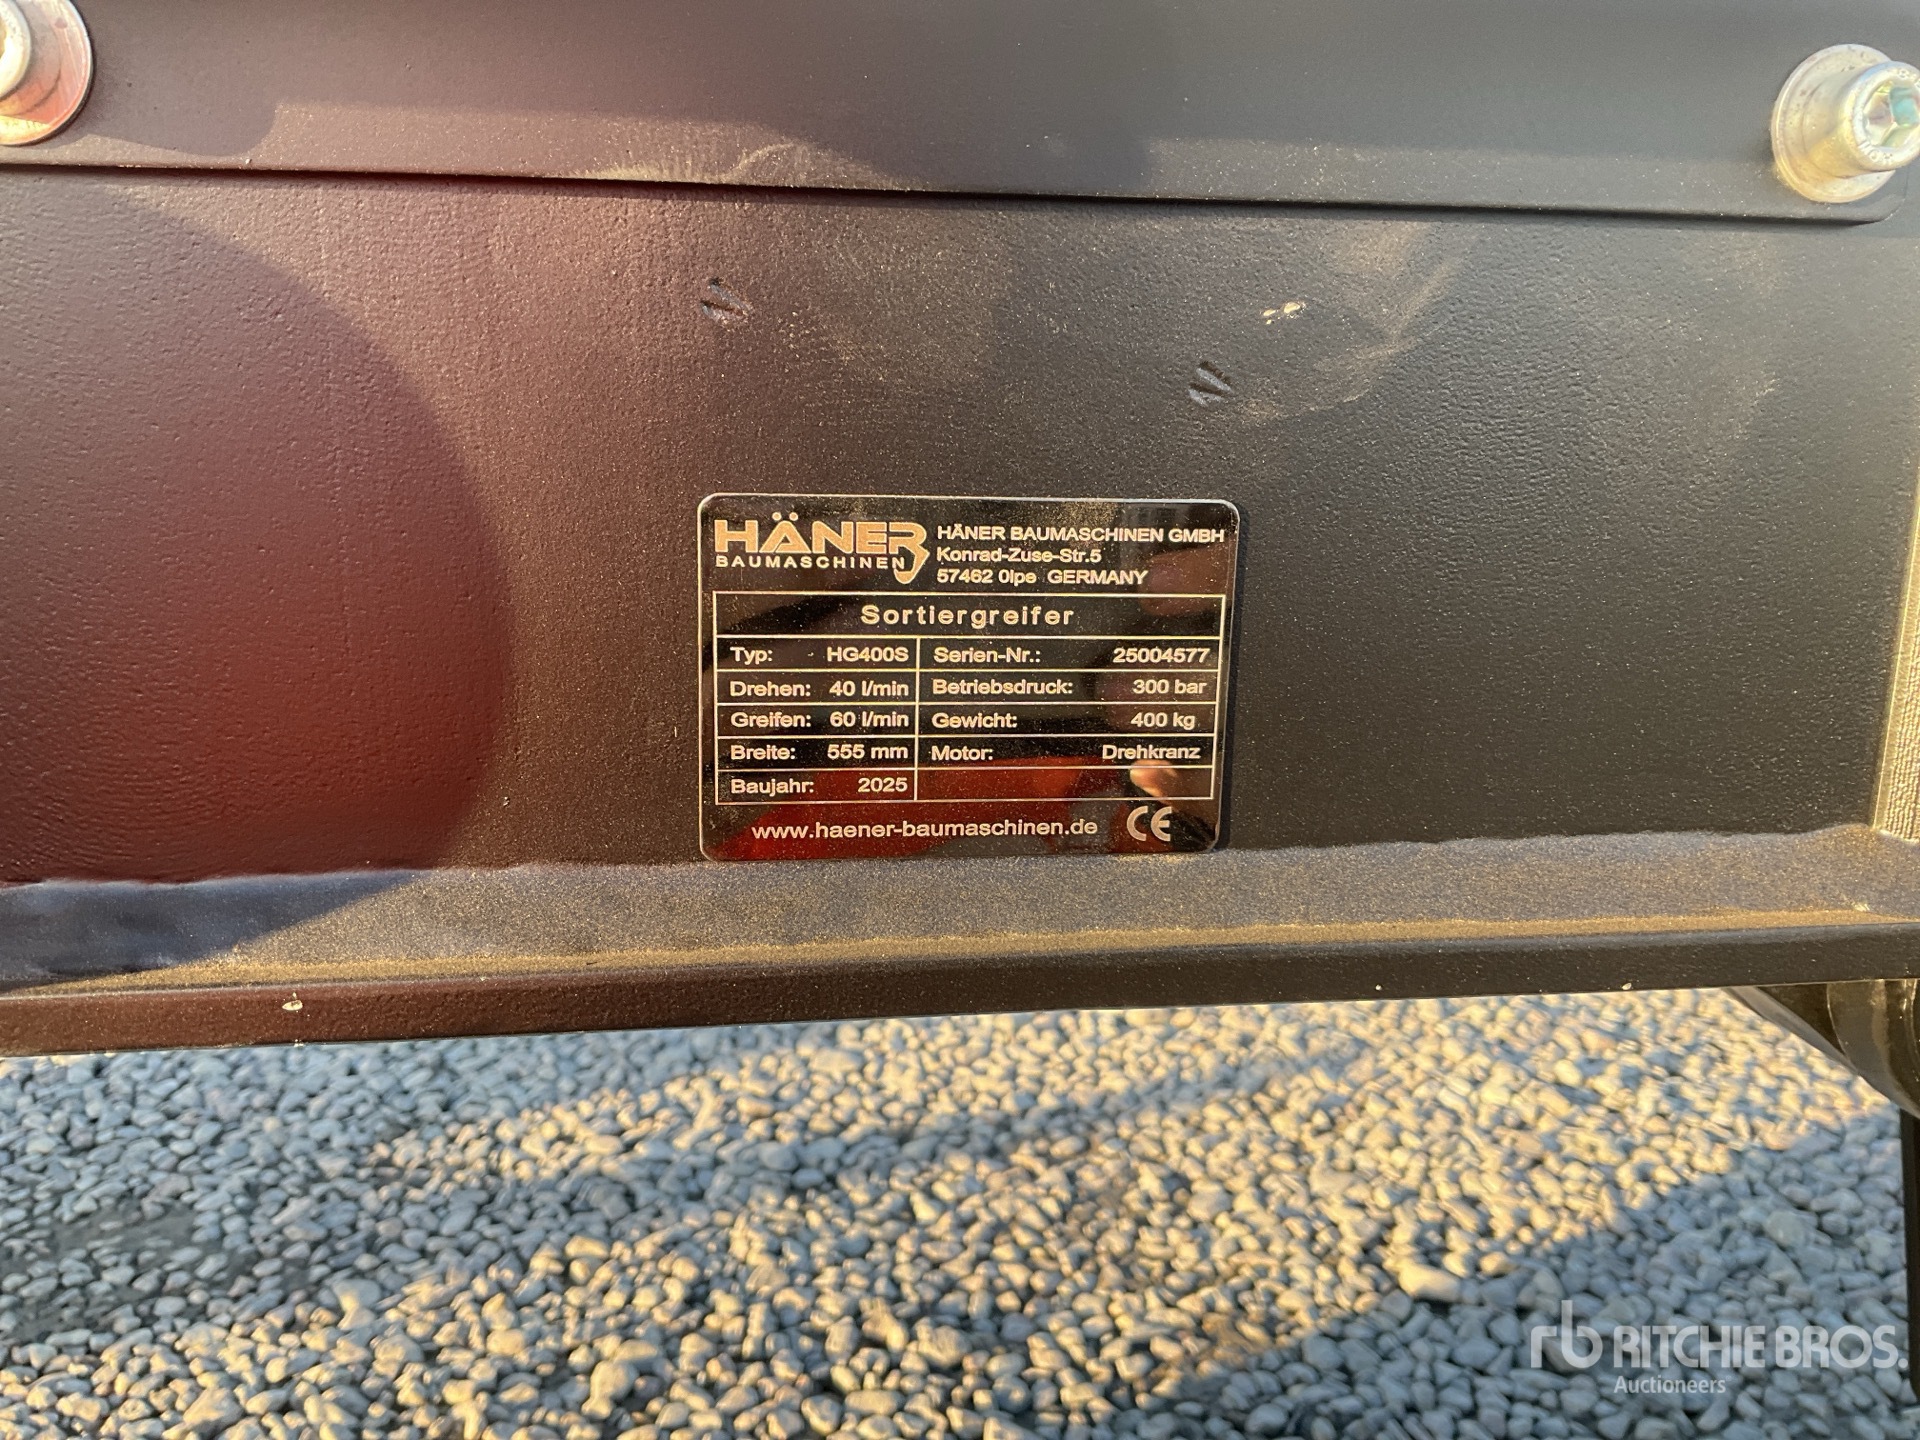 HÄNER
BAUMASCHINEN
HÄNER BAUMASCHINEN GMBH
Konrad-Zuse-Str.5
57462 Olpe GERMANY
Sortiergreifer
Typ: HG400S Serien-Nr.: 25004577
Drehen: 40 l/min Betriebsdruck: 300 bar
Greifen: 60 l/min Gewicht: 400 kg
Breite: 555 mm Motor: Drehkranz
Baujahr: 2025
www.haener-baumaschinen.de CE
rb RITCHIE BROS.
Auctioneers